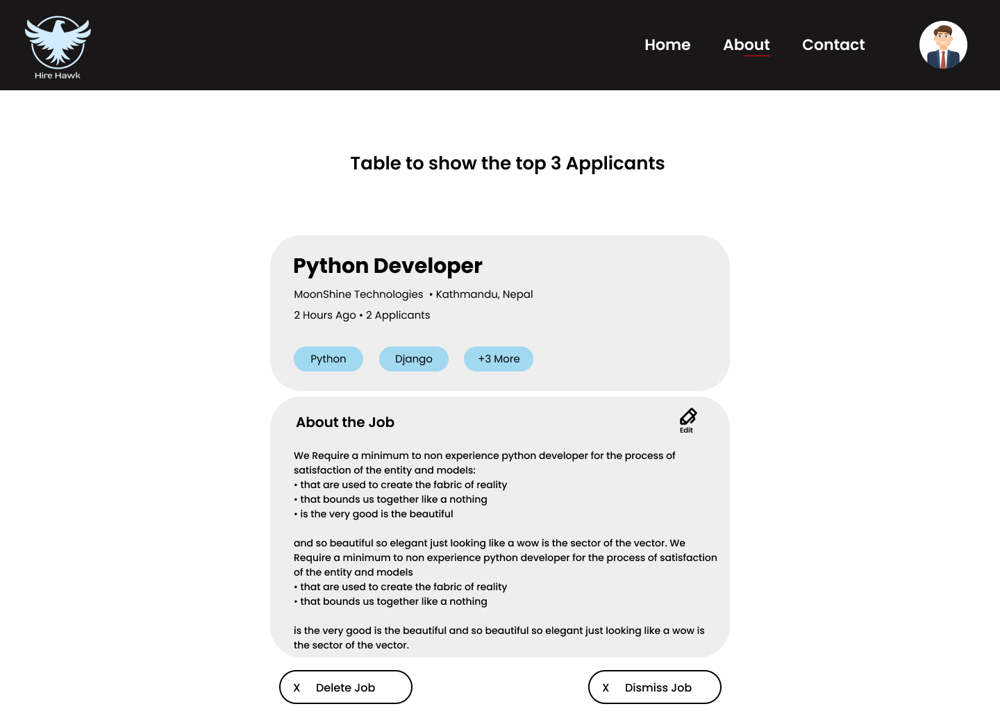 Hire Hawk
Home About Contact
Table to show the top 3 Applicants
Python Developer
MoonShine Technologies • Kathmandu, Nepal
2 Hours Ago • 2 Applicants
Python Django +3 More
About the Job
Edit
We Require a minimum to non experience python developer for the process of
satisfaction of the entity and models:
• that are used to create the fabric of reality
• that bounds us together like a nothing
• is the very good is the beautiful
and so beautiful so elegant just looking like a wow is the sector of the vector. We
Require a minimum to non experience python developer for the process of satisfaction
of the entity and models
• that are used to create the fabric of reality
• that bounds us together like a nothing
is the very good is the beautiful and so beautiful so elegant just looking like a wow is
the sector of the vector.
X Delete Job X Dismiss Job